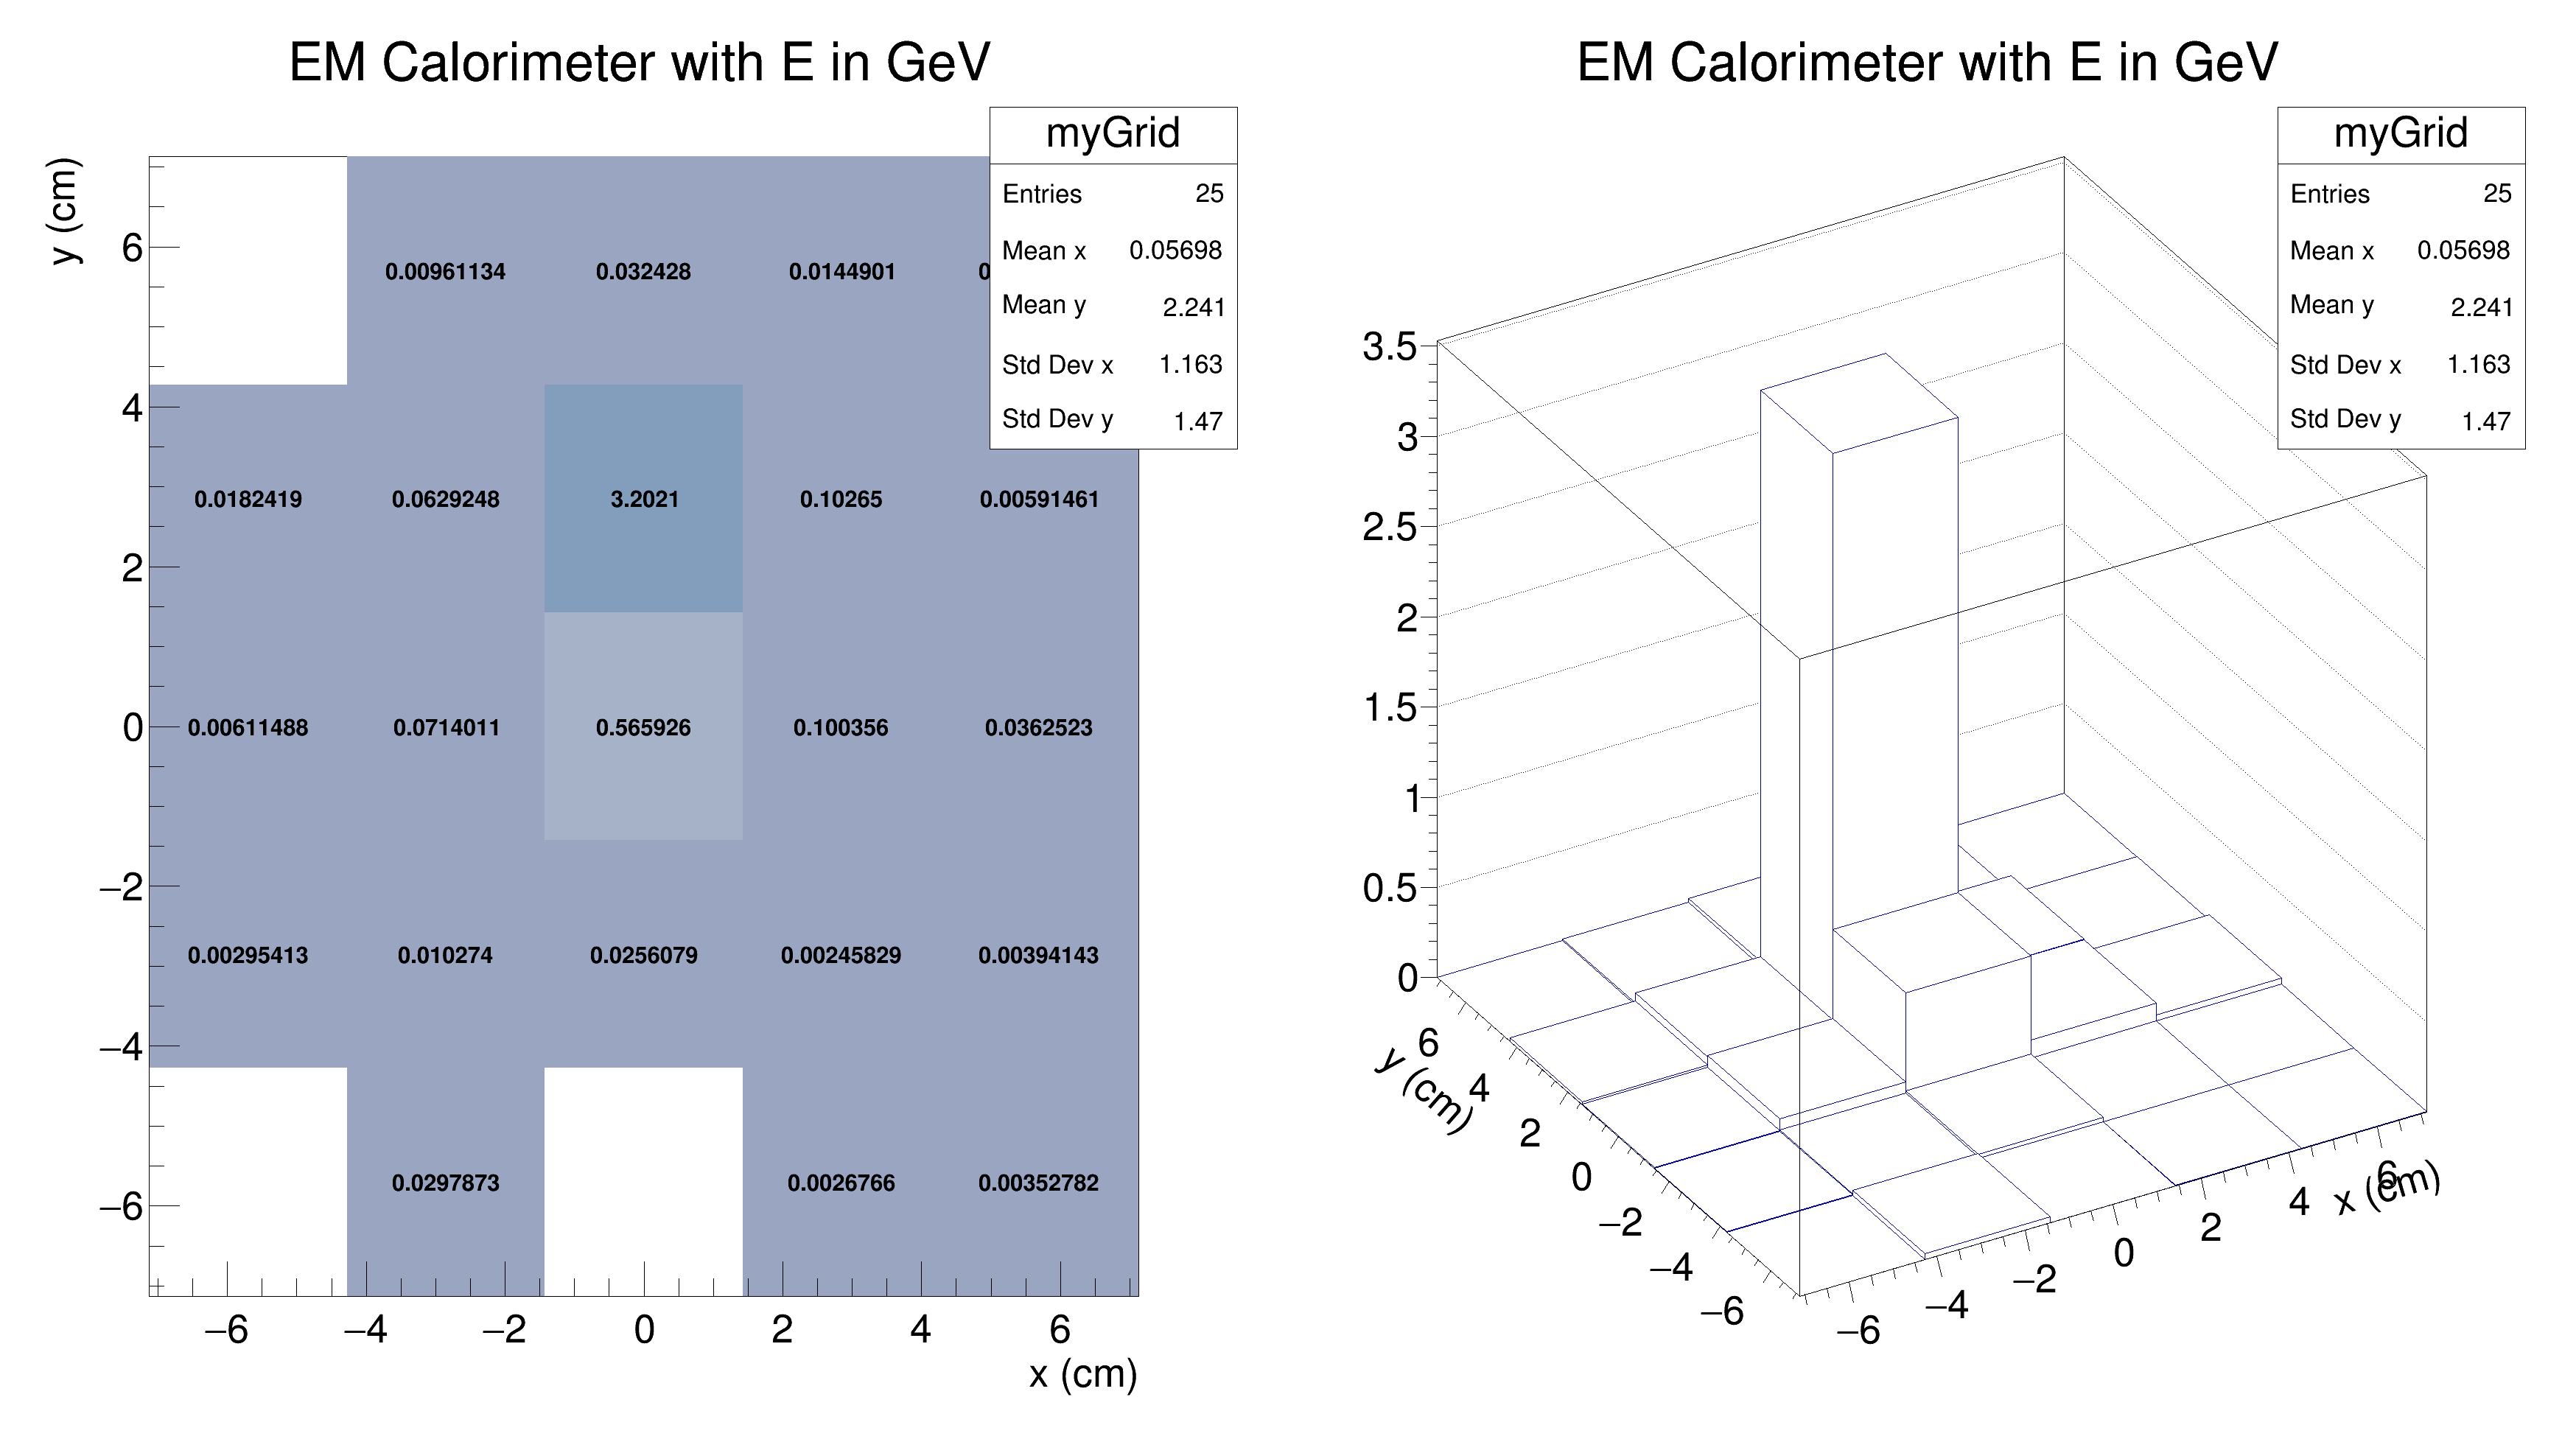 EM Calorimeter with E in GeV
myGrid
Entries 25
Mean x 0.05698
Mean y 2.241
Std Dev x 1.163
Std Dev y 1.47
y (cm)
6
4
2
0
−2
−4
−6
0.00961134 0.032428 0.0144901
0.0182419 0.0629248 3.2021 0.10265 0.00591461
0.00611488 0.0714011 0.565926 0.100356 0.0362523
0.00295413 0.010274 0.0256079 0.00245829 0.00394143
0.0297873 0.0026766 0.00352782
−6 −4 −2 0 2 4 6
x (cm)
EM Calorimeter with E in GeV
myGrid
Entries 25
Mean x 0.05698
Mean y 2.241
Std Dev x 1.163
Std Dev y 1.47
3.5
3
2.5
2
1.5
1
0.5
0
y (cm)
6
4
2
0
−2
−4
−6
−6
−4
−2
0
2
4
6
x (cm)